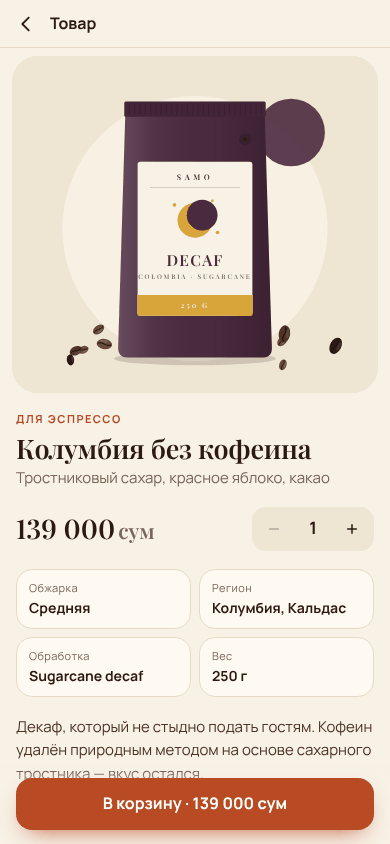 Товар
SAMO
DECAF
COLOMBIA · SUGARCANE
250 G
ДЛЯ ЭСПРЕССО
Колумбия без кофеина
Тростниковый сахар, красное яблоко, какао
139 000 сум
− 1 +
Обжарка
Средняя
Регион
Колумбия, Кальдас
Обработка
Sugarcane decaf
Вес
250 г
Декаф, который не стыдно подать гостям. Кофеин
удалён природным методом на основе сахарного
тростника — вкус остался.
В корзину · 139 000 сум